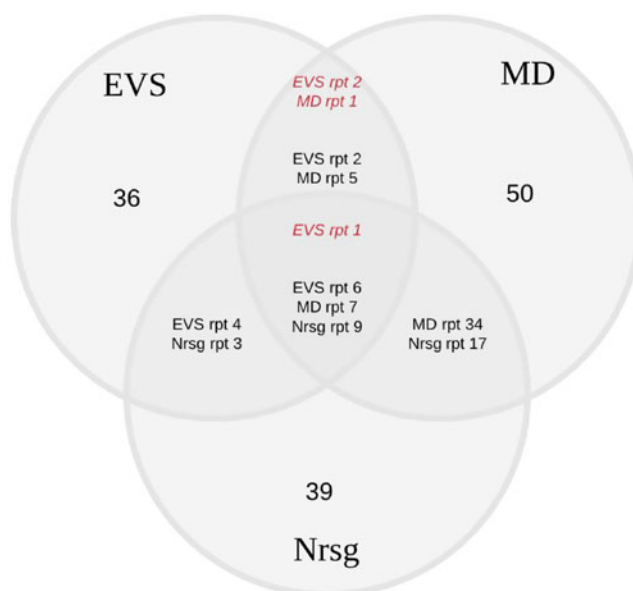 EVS
MD
EVS rpt 2
MD rpt 1
EVS rpt 2
MD rpt 5
36
50
EVS rpt 1
EVS rpt 6
MD rpt 7
Nrsg rpt 9
EVS rpt 4
Nrsg rpt 3
MD rpt 34
Nrsg rpt 17
39
Nrsg